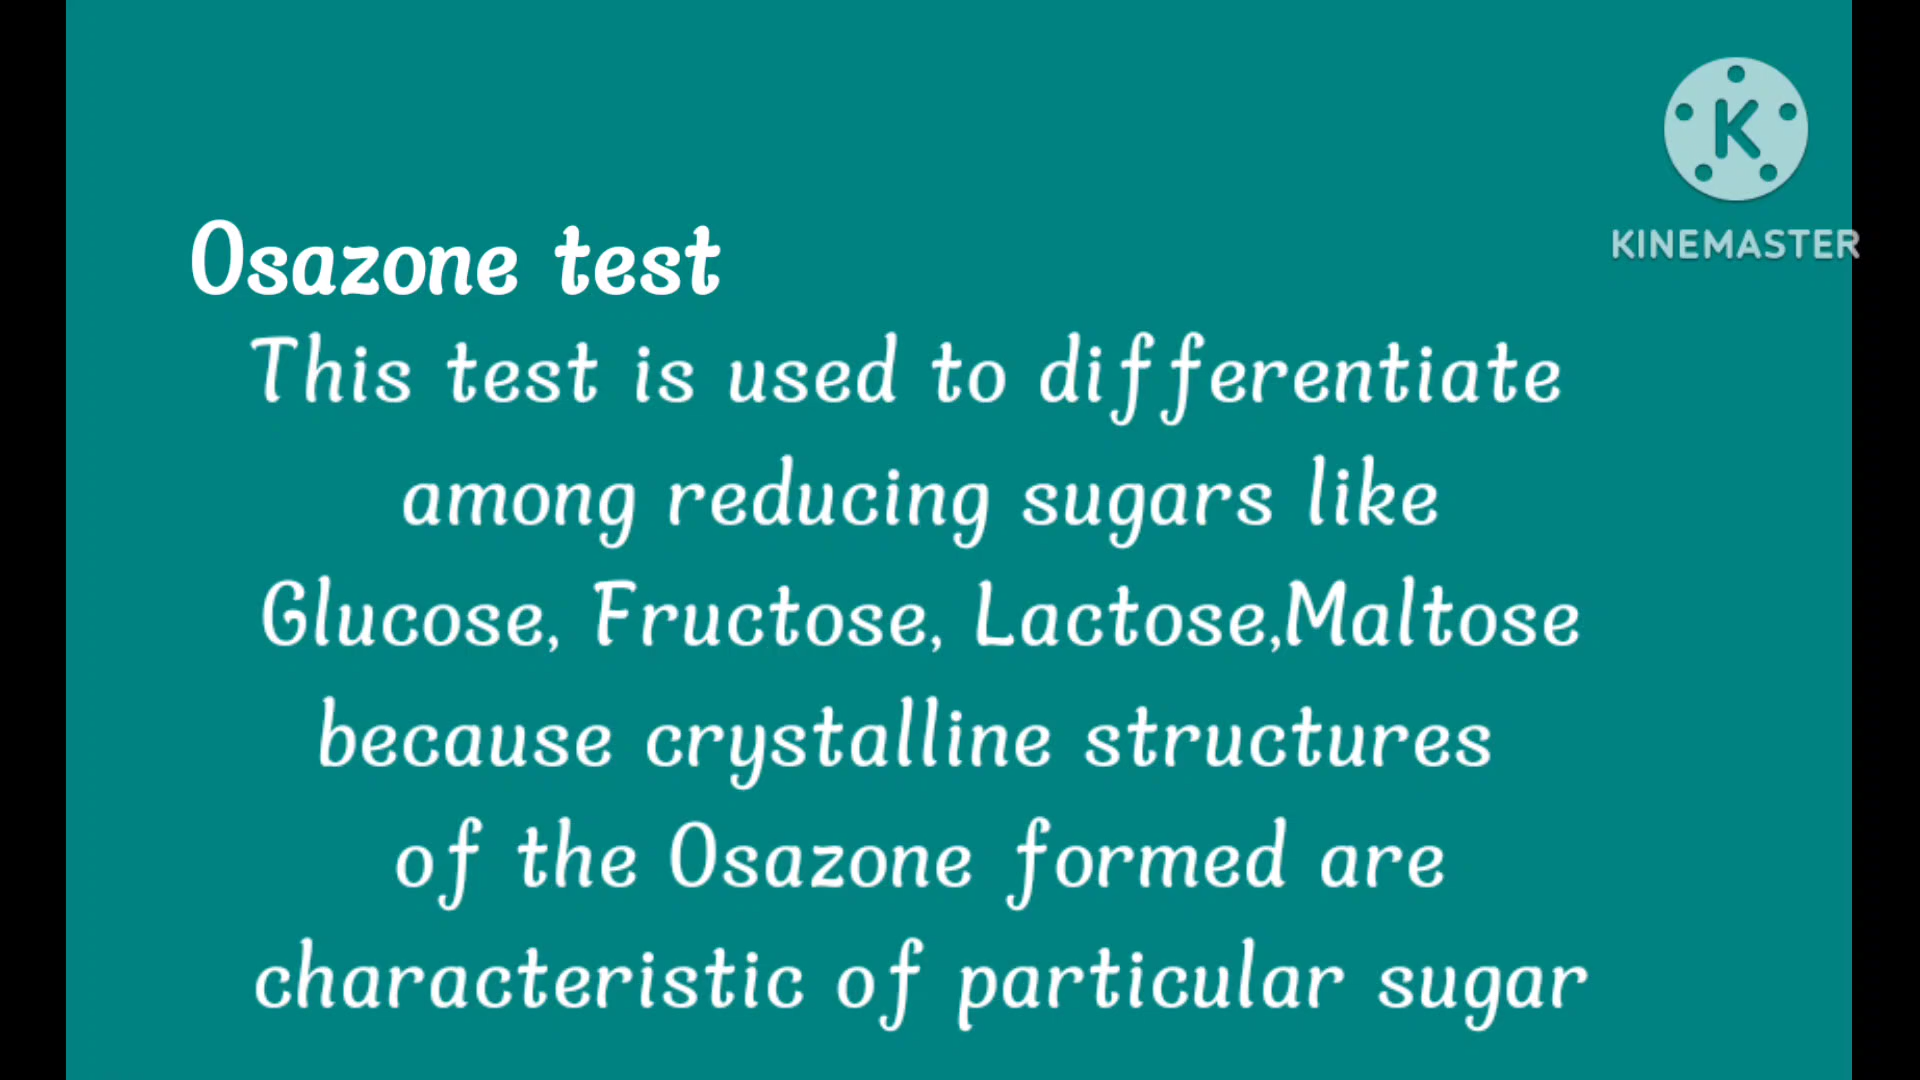 K
KINEMASTER
Osazone test
This test is used to differentiate
among reducing sugars like
Glucose, Fructose, Lactose,Maltose
because crystalline structures
of the Osazone formed are
characteristic of particular sugar